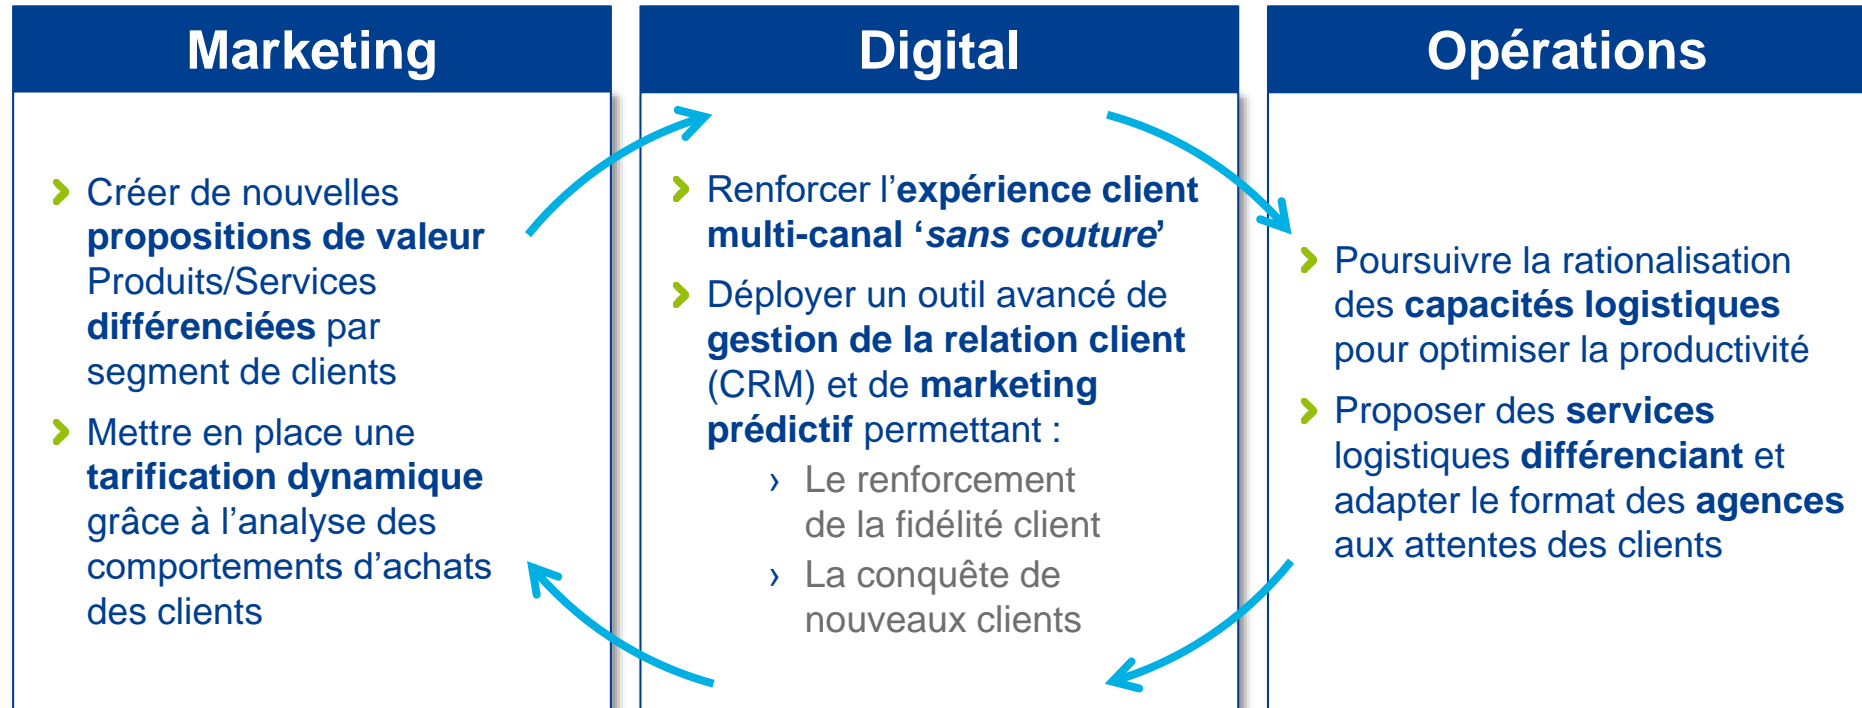 Marketing
Créer de nouvelles
propositions de valeur
Produits/Services
différenciées par
segment de clients
Mettre en place une
tarification dynamique
grâce à l’analyse des
comportements d’achats
des clients
Digital
Renforcer l’expérience client
multi-canal ‘sans couture’
Déployer un outil avancé de
gestion de la relation client
(CRM) et de marketing
prédictif permettant :
› Le renforcement
de la fidélité client
› La conquête de
nouveaux clients
Opérations
Poursuivre la rationalisation
des capacités logistiques
pour optimiser la productivité
Proposer des services
logistiques différenciant et
adapter le format des agences
aux attentes des clients